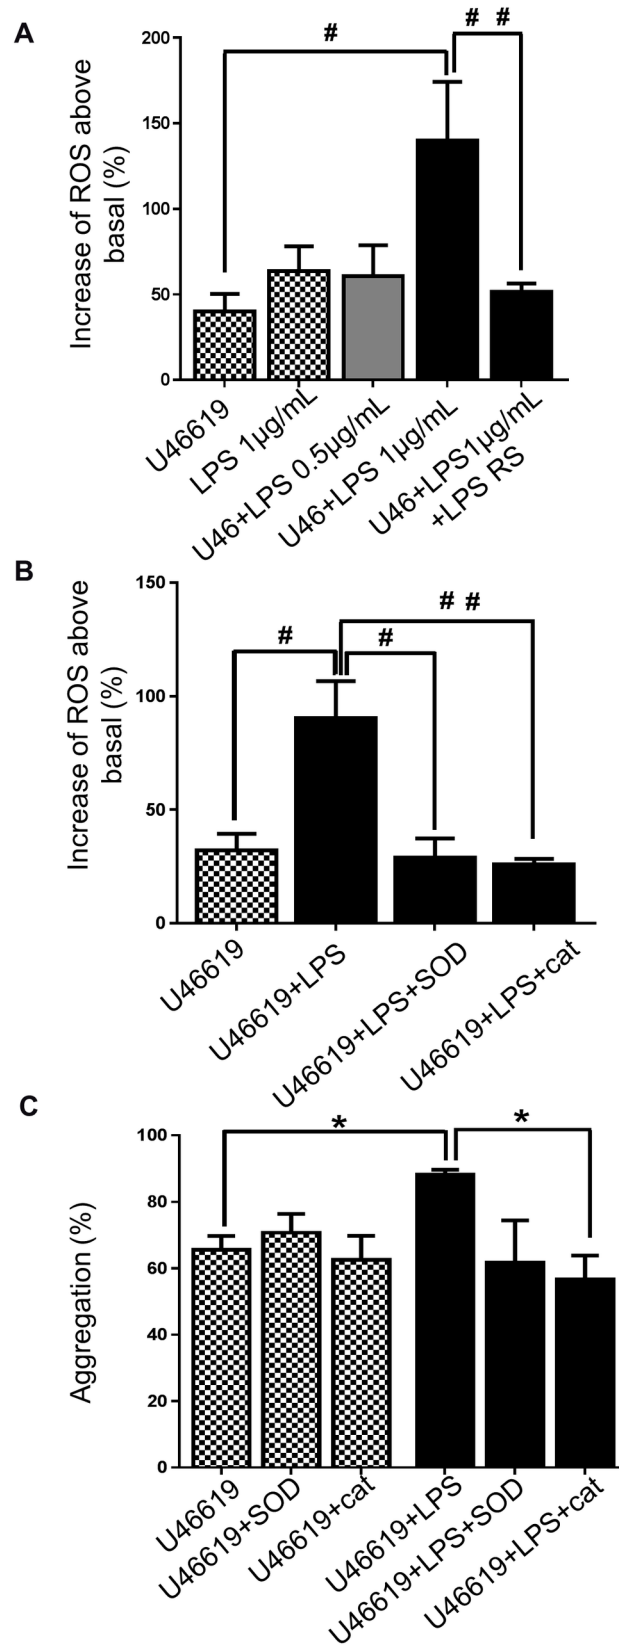 A
# # #
200
150
100
50
0
Increase of ROS above
basal (%)
U46619
LPS 1µg/mL
U46+LPS 0.5µg/mL
U46+LPS 1µg/mL
U46+LPS1µg/mL
+LPS RS
B
150
100
50
0
# #
# #
Increase of ROS above
basal (%)
U46619
U46619+LPS
U46619+LPS+SOD
U46619+LPS+cat
C
* *
100
80
60
40
20
0
Aggregation (%)
U46619
U46619+SOD
U46619+cat
U46619+LPS
U46619+LPS+SOD
U46619+LPS+cat